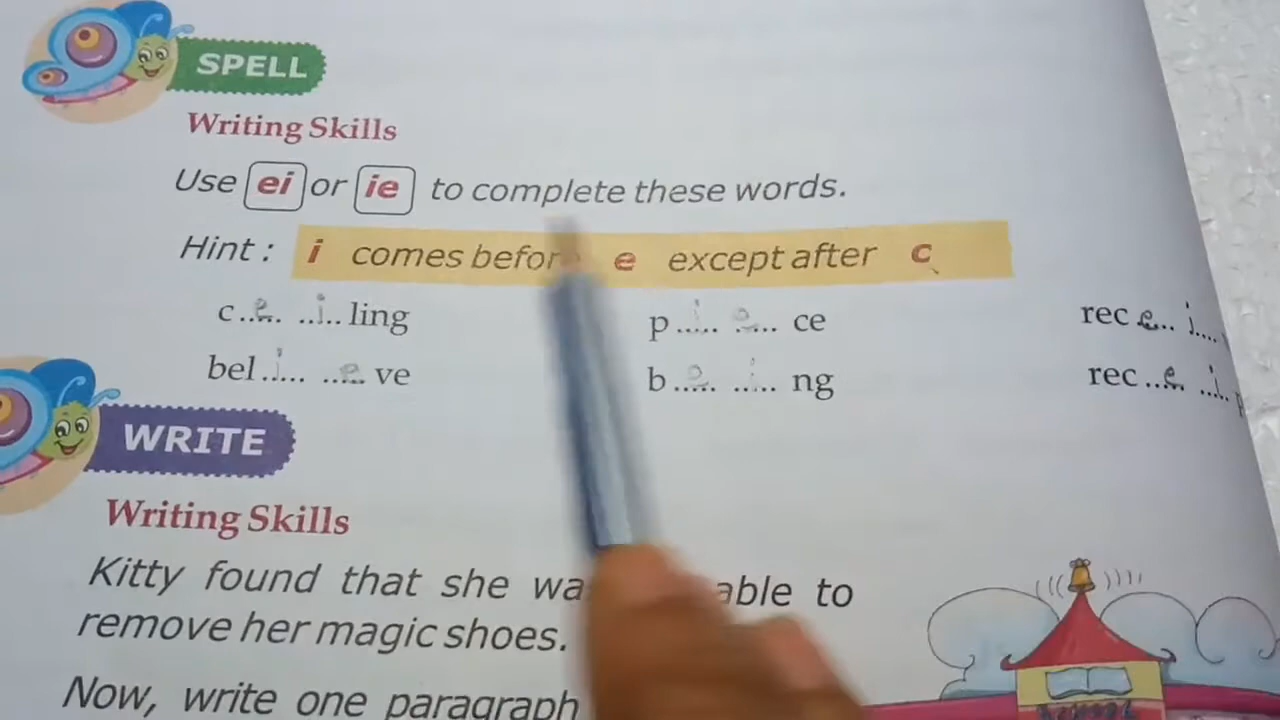 SPELL
Writing Skills
Use ei or ie to complete these words.
Hint : i comes before e except after c
c..e.. ..i.. ling p..i.. ..e.. ce rec e... i....
bel..i... ...e.. ve b..e.. ..i.. ng rec ...e. ..i..
WRITE
Writing Skills
Kitty found that she able to
remove her magic shoes.
Now, write one paragraph